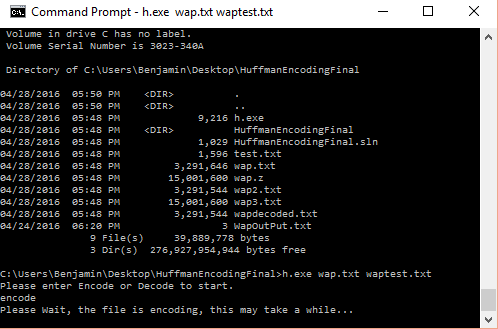 Command Prompt - h.exe wap.txt waptest.txt
Volume in drive C has no label.
Volume Serial Number is 3023-340A
Directory of C:\Users\Benjamin\Desktop\HuffmanEncodingFinal
04/28/2016  05:50 PM    <DIR>          .
04/28/2016  05:50 PM    <DIR>          ..
04/28/2016  05:48 PM             9,216 h.exe
04/28/2016  05:48 PM    <DIR>          HuffmanEncodingFinal
04/28/2016  05:48 PM             1,029 HuffmanEncodingFinal.sln
04/28/2016  05:48 PM             1,596 test.txt
04/28/2016  05:48 PM         3,291,646 wap.txt
04/28/2016  05:48 PM        15,001,600 wap.z
04/28/2016  05:48 PM         3,291,544 wap2.txt
04/28/2016  05:48 PM        15,001,600 wap3.txt
04/28/2016  05:48 PM         3,291,544 wapdecoded.txt
04/24/2016  06:20 PM                 3 WapOutPut.txt
9 File(s)     39,889,778 bytes
3 Dir(s)  276,927,954,944 bytes free
C:\Users\Benjamin\Desktop\HuffmanEncodingFinal>h.exe wap.txt waptest.txt
Please enter Encode or Decode to start.
encode
Please Wait, the file is encoding, this may take a while...